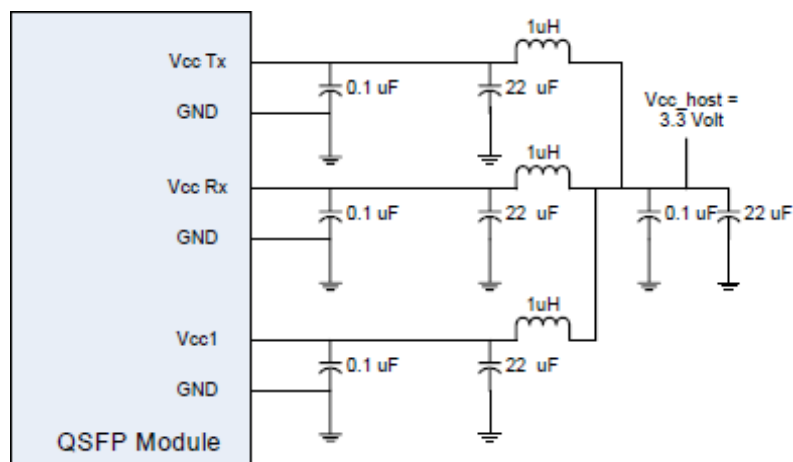 1uH
Vcc Tx
0.1 uF
22 uF
GND
Vcc_host =
3.3 Volt
1uH
Vcc Rx
0.1 uF
22 uF
0.1 uF
22 uF
GND
1uH
Vcc1
0.1 uF
22 uF
GND
QSFP Module